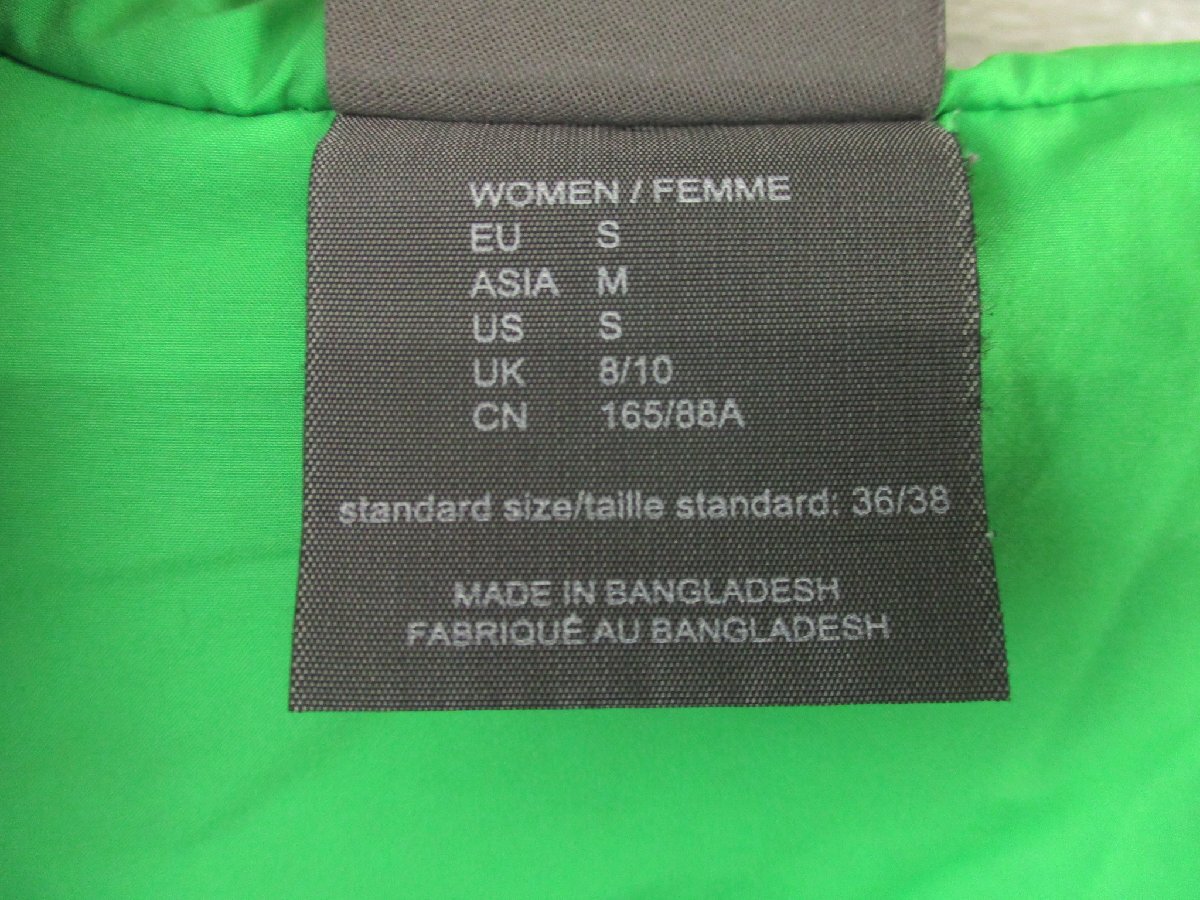 WOMEN / FEMME
EU S
ASIA M
US S
UK 8/10
CN 165/88A
standard size/taille standard: 36/38
MADE IN BANGLADESH
FABRIQUÉ AU BANGLADESH